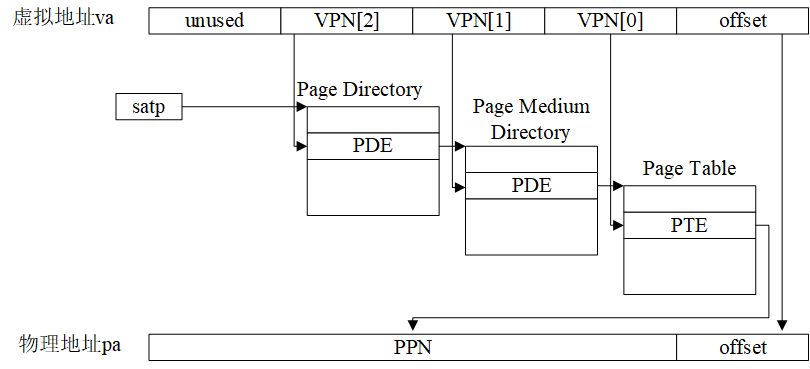 虚拟地址va
unused VPN[2] VPN[1] VPN[0] offset
Page Directory
satp
Page Medium
Directory
PDE
Page Table
PDE
PTE
物理地址pa
PPN offset